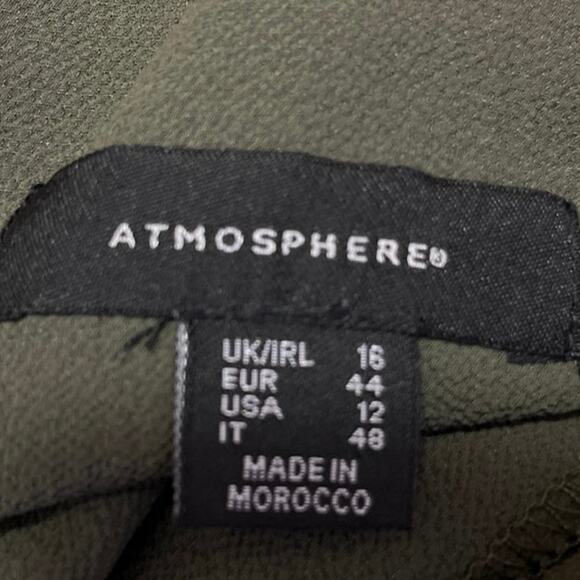 ATMOSPHERE®
UK/IRL 16
EUR 44
USA 12
IT 48
MADE IN
MOROCCO